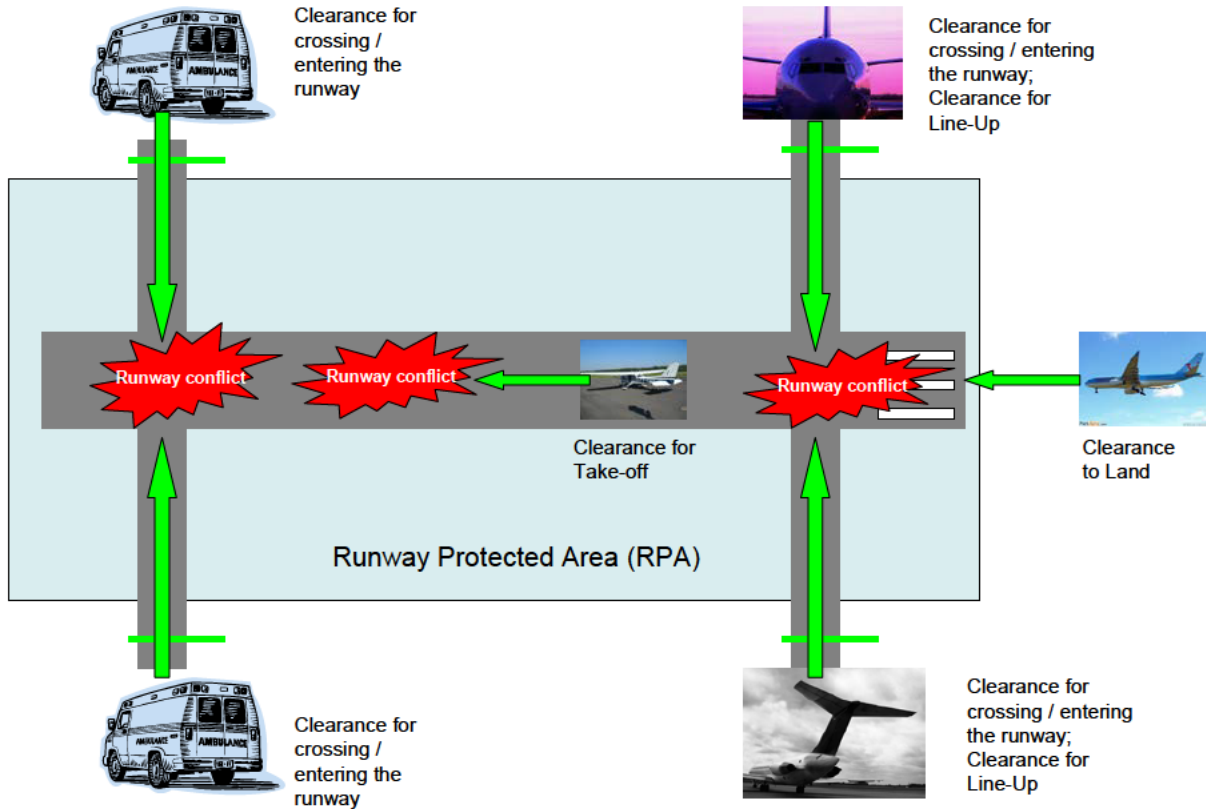 Clearance for
crossing /
entering the
runway
AMBULANCE
Clearance for
crossing / entering
the runway;
Clearance for
Line-Up
Runway conflict
Runway conflict
Runway conflict
Clearance for
Take-off
Clearance
to Land
Runway Protected Area (RPA)
AMBULANCE
Clearance for
crossing /
entering the
runway
Clearance for
crossing / entering
the runway;
Clearance for
Line-Up